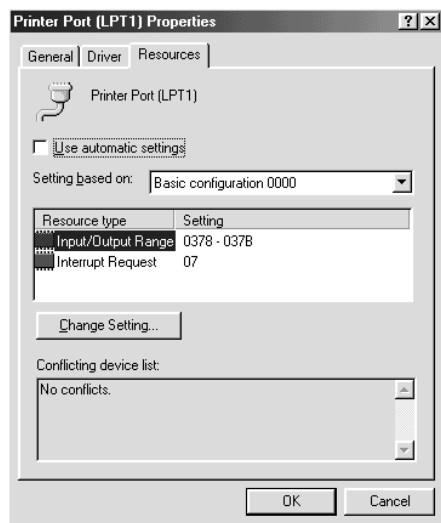 Printer Port (LPT1) Properties ? X
General Driver Resources
Printer Port (LPT1)
Use automatic settings
Setting based on: Basic configuration 0000
Resource type Setting
Input/Output Range 0378 - 037B
Interrupt Request 07
Change Setting...
Conflicting device list:
No conflicts.
OK Cancel